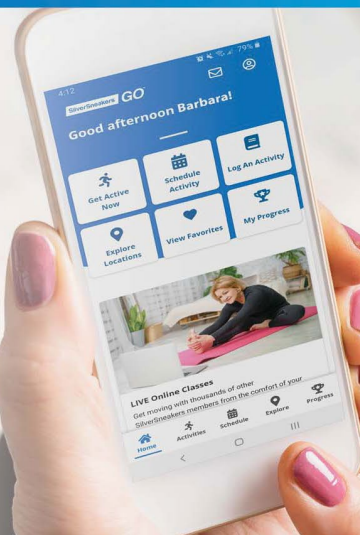 4:12
79%
SilverSneakers GO
Good afternoon Barbara!
Get Active
Now
Schedule
Activity
Log An Activity
Explore
Locations
View Favorites
My Progress
LIVE Online Classes
Get moving with thousands of other
SilverSneakers members from the comfort of your
Home
Activities
Schedule
Explore
Progress